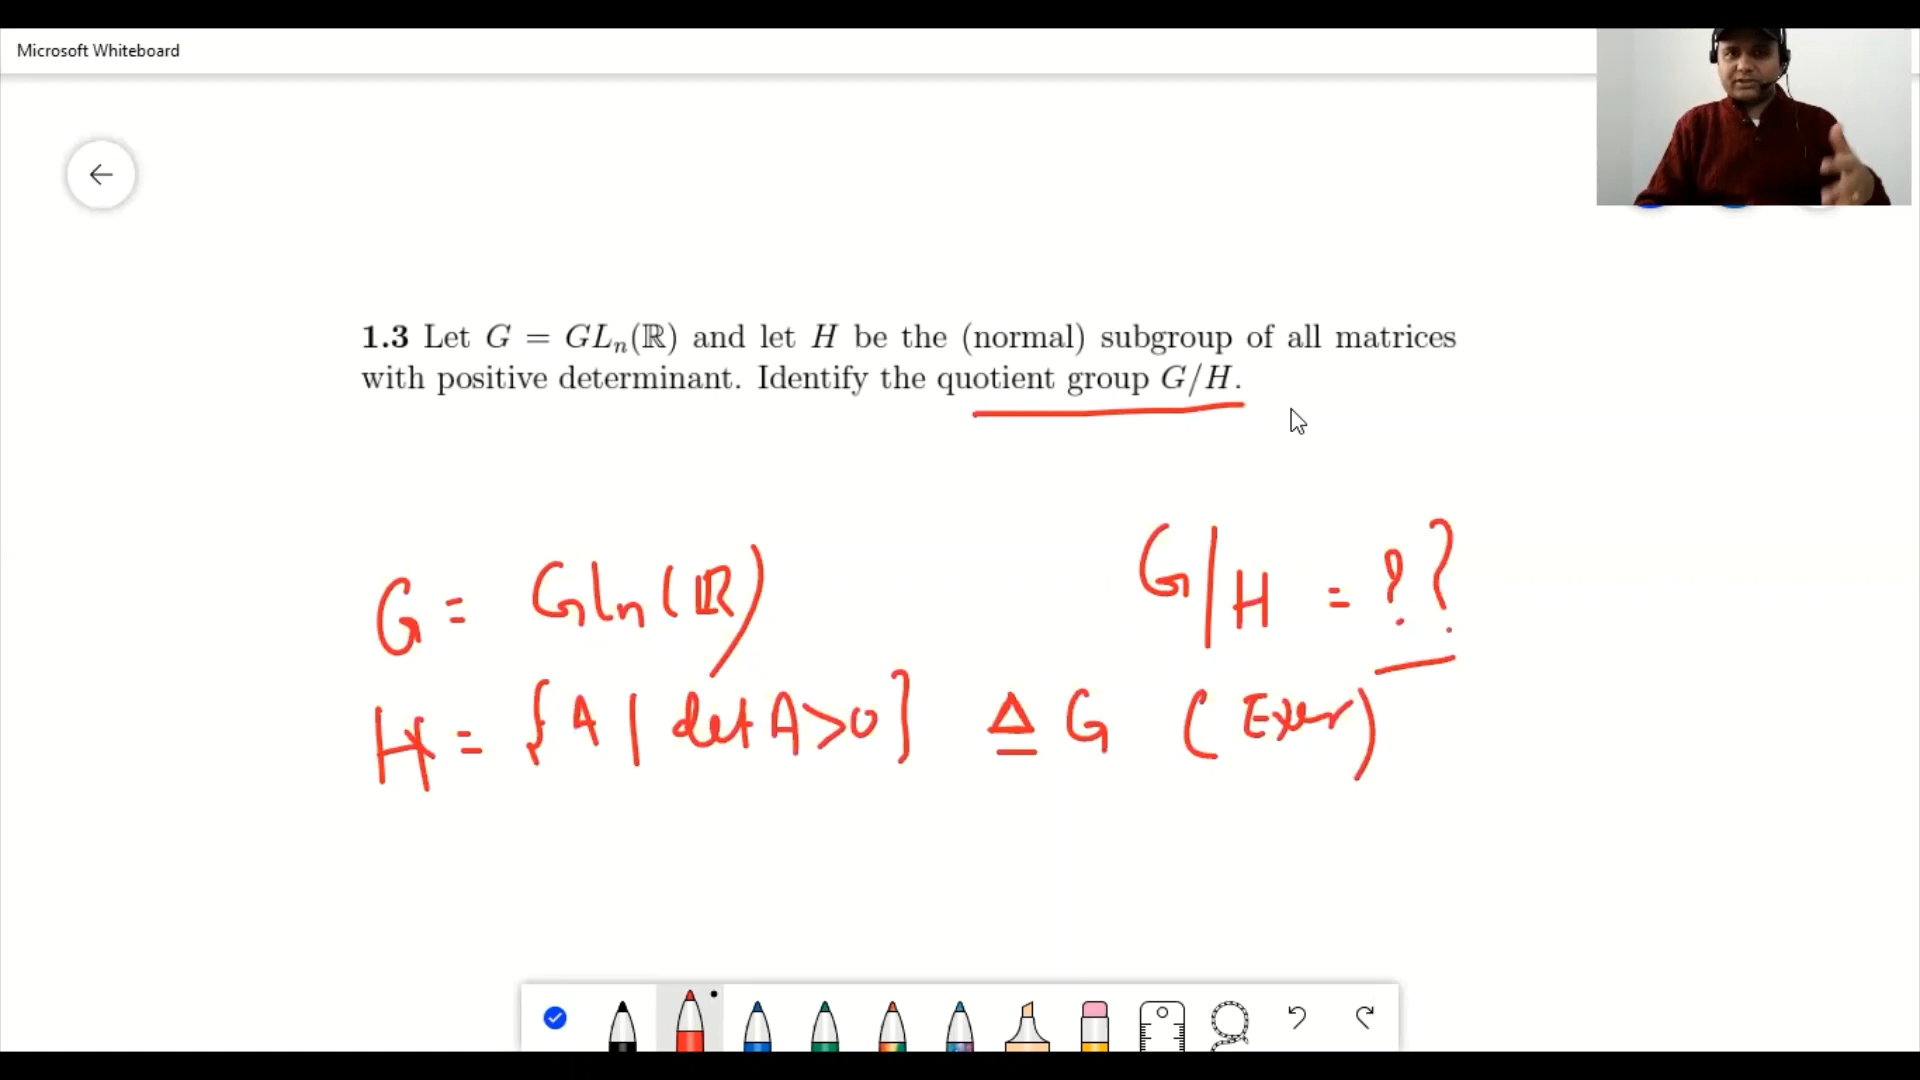 Microsoft Whiteboard
1.3 Let G = GLₙ(ℝ) and let H be the (normal) subgroup of all matrices
with positive determinant. Identify the quotient group G/H.
G = Gln(ℝ)
G/H = ??
H = {A | det A > 0} Δ G (Exer)